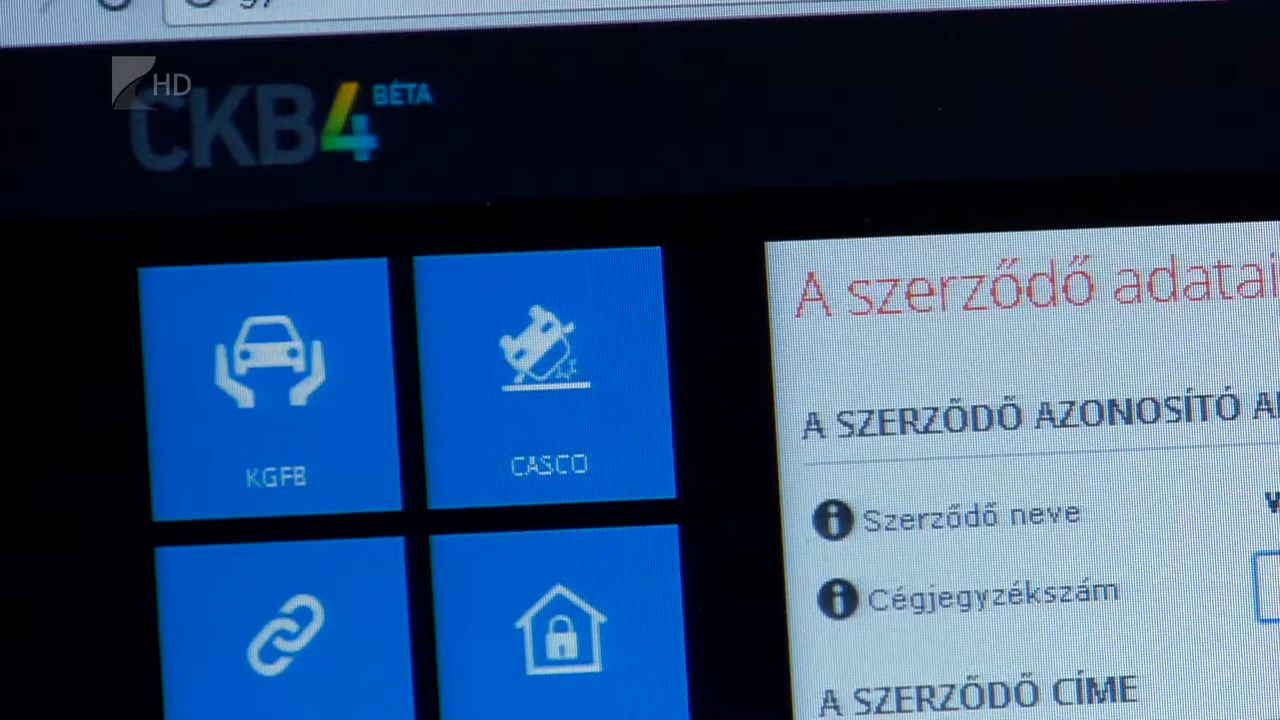 HD
CKB4 BÉTA
KGFB
CASCO
A szerződő adatai
A SZERZŐDŐ AZONOSÍTÓ
Szerződő neve
Cégjegyzékszám
A SZERZŐDŐ CÍME